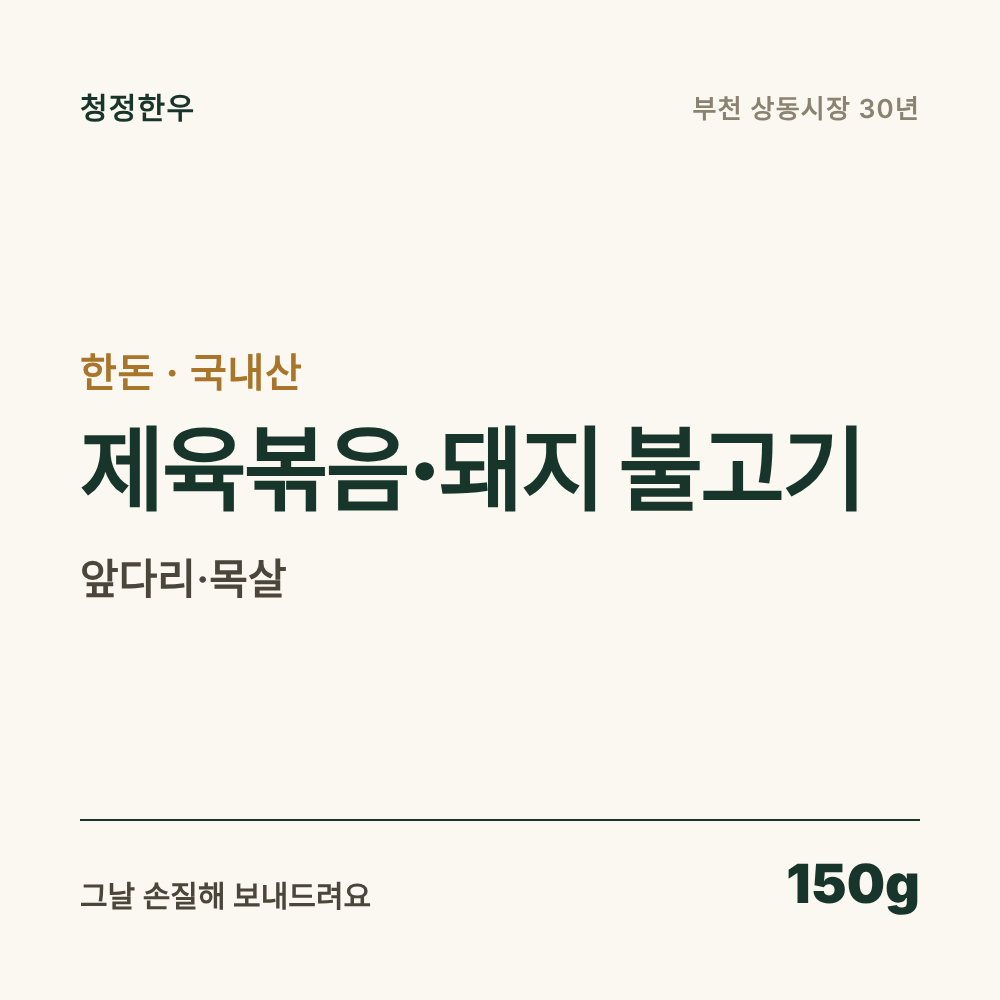 청정한우
부천 상동시장 30년
한돈 · 국내산
제육볶음·돼지 불고기
앞다리·목살
그날 손질해 보내드려요
150g